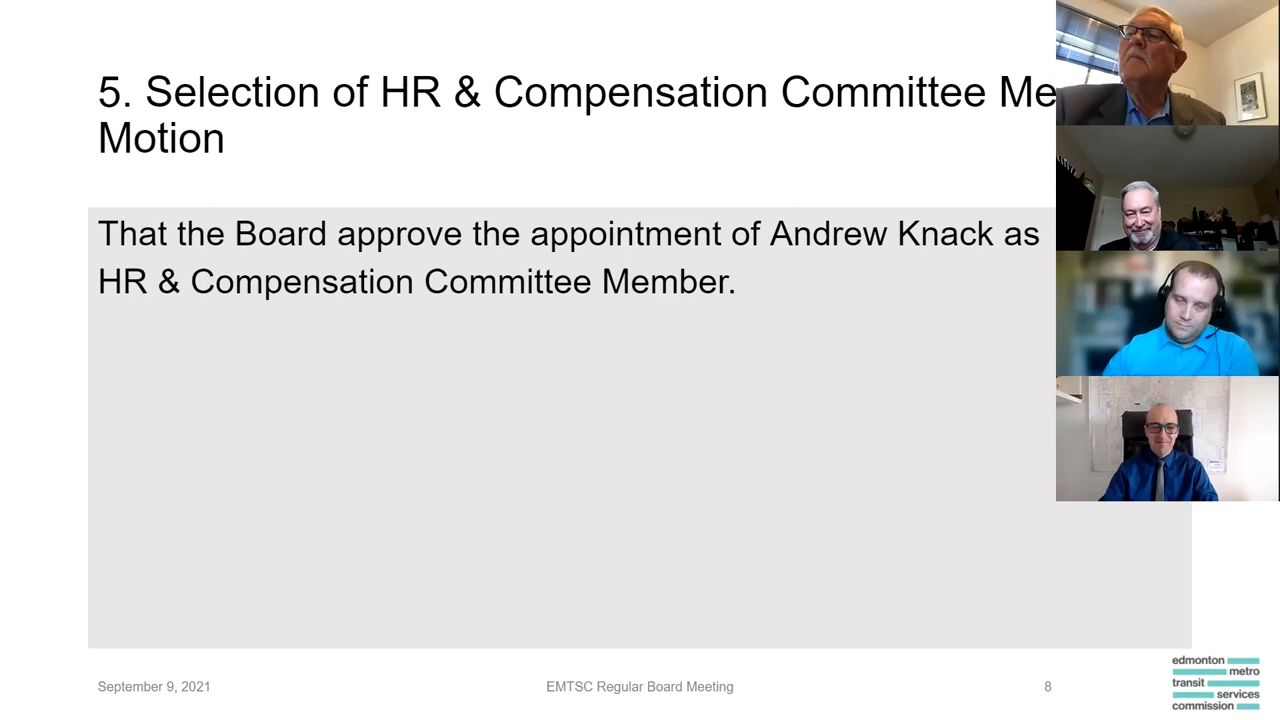 5. Selection of HR & Compensation Committee Me
Motion
That the Board approve the appointment of Andrew Knack as
HR & Compensation Committee Member.
September 9, 2021
EMTSC Regular Board Meeting
8
edmonton
metro
transit
services
commission